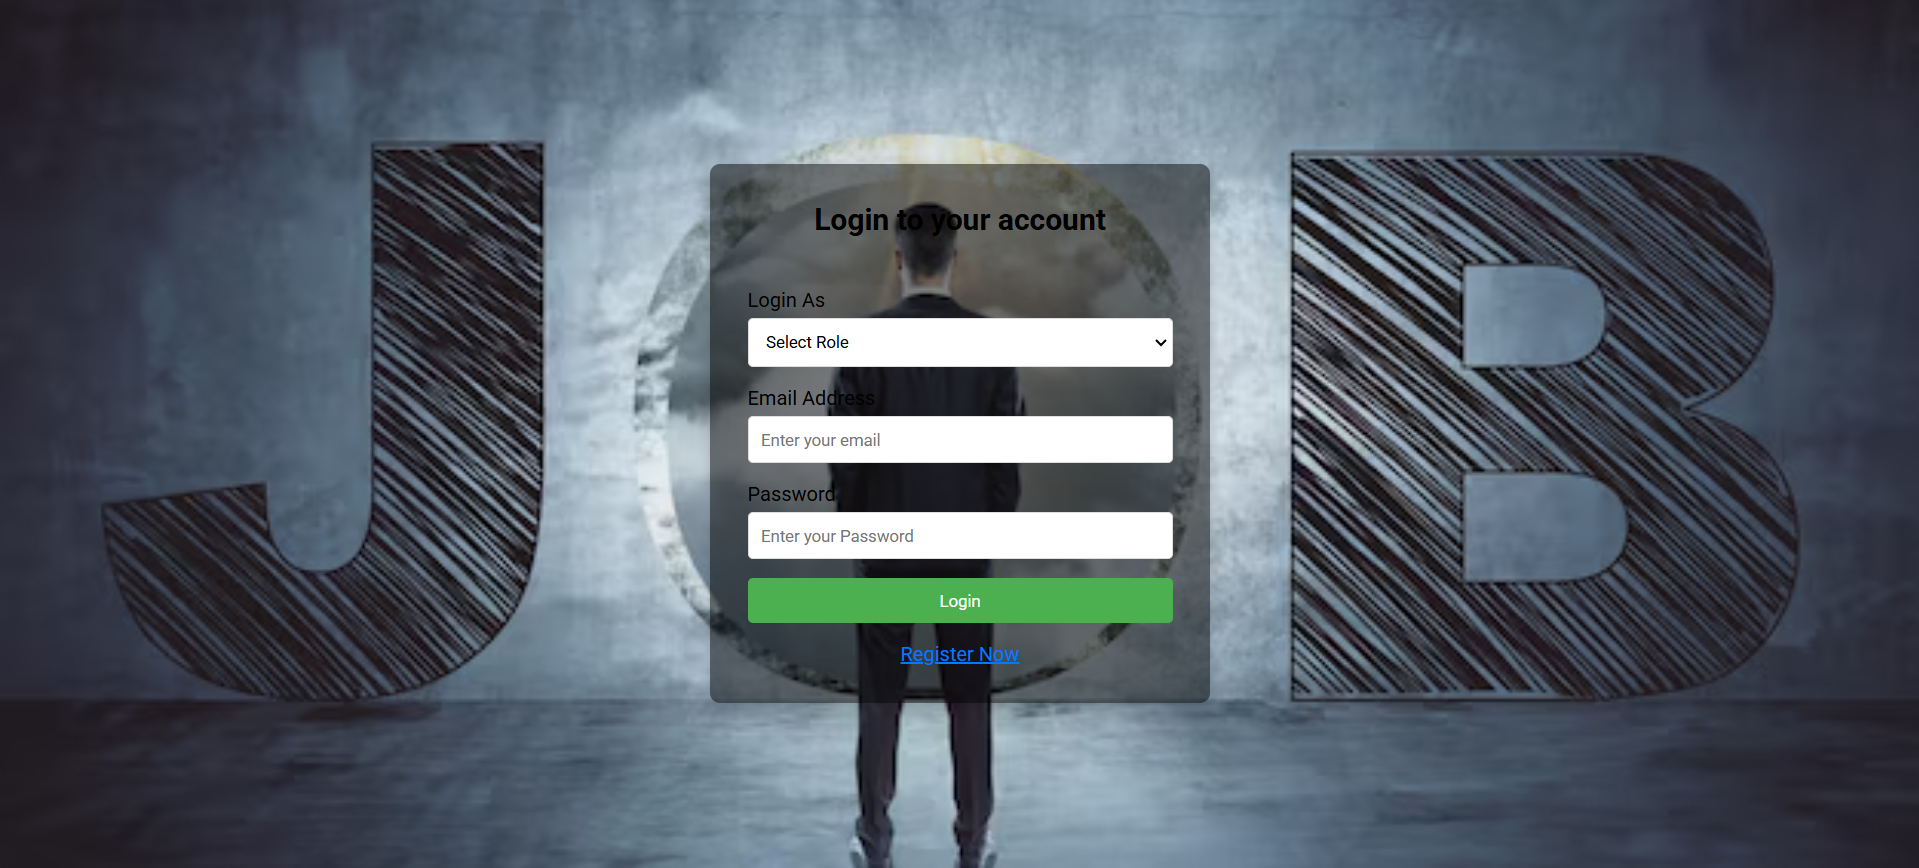 JOB
Login to your account
Login As
Select Role
Email Address
Enter your email
Password
Enter your Password
Login
Register Now